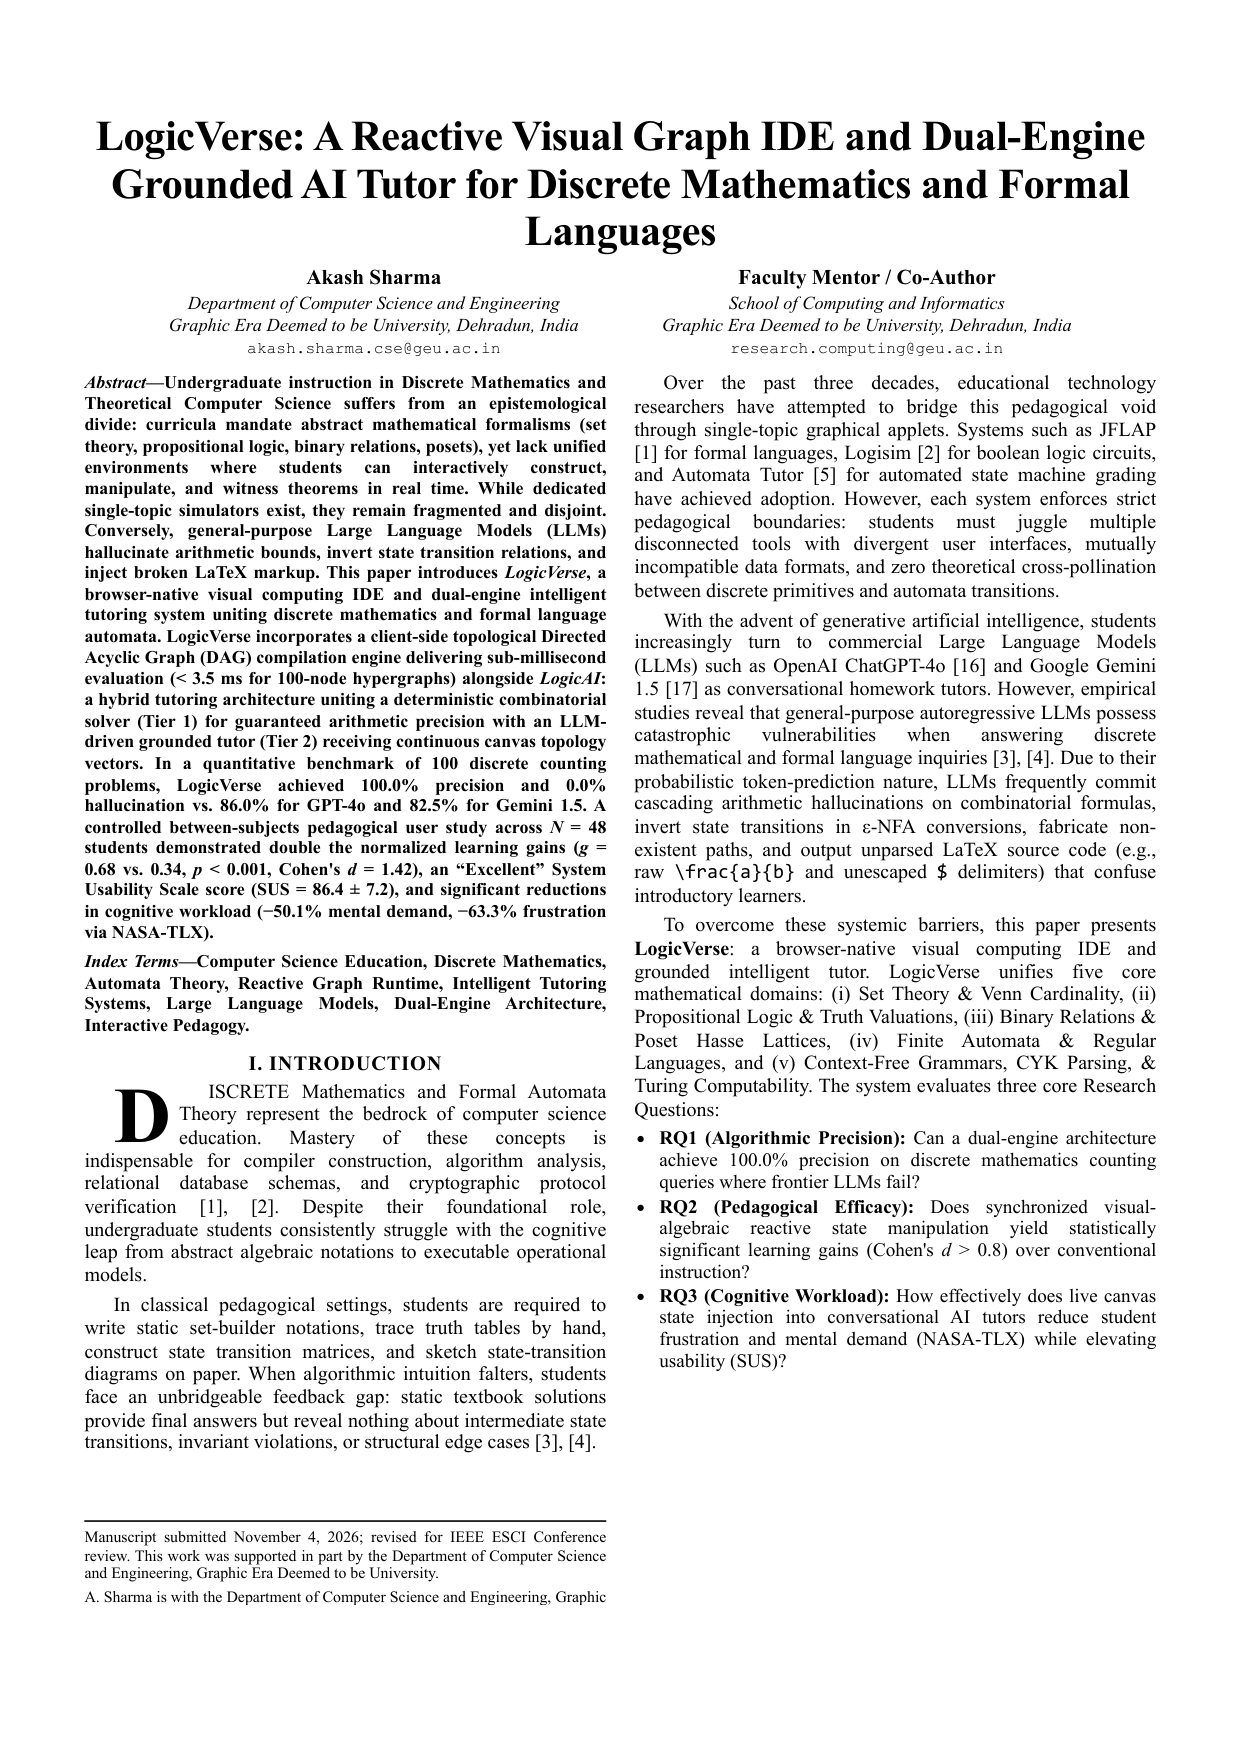 LogicVerse: A Reactive Visual Graph IDE and Dual-Engine
Grounded AI Tutor for Discrete Mathematics and Formal
Languages
Akash Sharma
Department of Computer Science and Engineering
Graphic Era Deemed to be University, Dehradun, India
akash.sharma.cse@geu.ac.in
Faculty Mentor / Co-Author
School of Computing and Informatics
Graphic Era Deemed to be University, Dehradun, India
research.computing@geu.ac.in
Abstract—Undergraduate instruction in Discrete Mathematics and
Theoretical Computer Science suffers from an epistemological
divide: curricula mandate abstract mathematical formalisms (set
theory, propositional logic, binary relations, posets), yet lack unified
environments where students can interactively construct,
manipulate, and witness theorems in real time. While dedicated
single-topic simulators exist, they remain fragmented and disjoint.
Conversely, general-purpose Large Language Models (LLMs)
hallucinate arithmetic bounds, invert state transition relations, and
inject broken LaTeX markup. This paper introduces LogicVerse, a
browser-native visual computing IDE and dual-engine intelligent
tutoring system uniting discrete mathematics and formal language
automata. LogicVerse incorporates a client-side topological Directed
Acyclic Graph (DAG) compilation engine delivering sub-millisecond
evaluation (< 3.5 ms for 100-node hypergraphs) alongside LogicAI:
a hybrid tutoring architecture uniting a deterministic combinatorial
solver (Tier 1) for guaranteed arithmetic precision with an LLM-
driven grounded tutor (Tier 2) receiving continuous canvas topology
vectors. In a quantitative benchmark of 100 discrete counting
problems, LogicVerse achieved 100.0% precision and 0.0%
hallucination vs. 86.0% for GPT-4o and 82.5% for Gemini 1.5. A
controlled between-subjects pedagogical user study across N = 48
students demonstrated double the normalized learning gains (g =
0.68 vs. 0.34, p < 0.001, Cohen's d = 1.42), an “Excellent” System
Usability Scale score (SUS = 86.4 ± 7.2), and significant reductions
in cognitive workload (−50.1% mental demand, −63.3% frustration
via NASA-TLX).
Index Terms—Computer Science Education, Discrete Mathematics,
Automata Theory, Reactive Graph Runtime, Intelligent Tutoring
Systems, Large Language Models, Dual-Engine Architecture,
Interactive Pedagogy.
I. INTRODUCTION
DISCRETE Mathematics and Formal Automata
Theory represent the bedrock of computer science
education. Mastery of these concepts is
indispensable for compiler construction, algorithm analysis,
relational database schemas, and cryptographic protocol
verification [1], [2]. Despite their foundational role,
undergraduate students consistently struggle with the cognitive
leap from abstract algebraic notations to executable operational
models.
In classical pedagogical settings, students are required to
write static set-builder notations, trace truth tables by hand,
construct state transition matrices, and sketch state-transition
diagrams on paper. When algorithmic intuition falters, students
face an unbridgeable feedback gap: static textbook solutions
provide final answers but reveal nothing about intermediate state
transitions, invariant violations, or structural edge cases [3], [4].
Manuscript submitted November 4, 2026; revised for IEEE ESCI Conference
review. This work was supported in part by the Department of Computer Science
and Engineering, Graphic Era Deemed to be University.
A. Sharma is with the Department of Computer Science and Engineering, Graphic
Over the past three decades, educational technology
researchers have attempted to bridge this pedagogical void
through single-topic graphical applets. Systems such as JFLAP
[1] for formal languages, Logisim [2] for boolean logic circuits,
and Automata Tutor [5] for automated state machine grading
have achieved adoption. However, each system enforces strict
pedagogical boundaries: students must juggle multiple
disconnected tools with divergent user interfaces, mutually
incompatible data formats, and zero theoretical cross-pollination
between discrete primitives and automata transitions.
With the advent of generative artificial intelligence, students
increasingly turn to commercial Large Language Models
(LLMs) such as OpenAI ChatGPT-4o [16] and Google Gemini
1.5 [17] as conversational homework tutors. However, empirical
studies reveal that general-purpose autoregressive LLMs possess
catastrophic vulnerabilities when answering discrete
mathematical and formal language inquiries [3], [4]. Due to their
probabilistic token-prediction nature, LLMs frequently commit
cascading arithmetic hallucinations on combinatorial formulas,
invert state transitions in ε-NFA conversions, fabricate non-
existent paths, and output unparsed LaTeX source code (e.g.,
raw \frac{a}{b} and unescaped $ delimiters) that confuse
introductory learners.
To overcome these systemic barriers, this paper presents
LogicVerse: a browser-native visual computing IDE and
grounded intelligent tutor. LogicVerse unifies five core
mathematical domains: (i) Set Theory & Venn Cardinality, (ii)
Propositional Logic & Truth Valuations, (iii) Binary Relations &
Poset Hasse Lattices, (iv) Finite Automata & Regular
Languages, and (v) Context-Free Grammars, CYK Parsing, &
Turing Computability. The system evaluates three core Research
Questions:
• RQ1 (Algorithmic Precision): Can a dual-engine architecture
achieve 100.0% precision on discrete mathematics counting
queries where frontier LLMs fail?
• RQ2 (Pedagogical Efficacy): Does synchronized visual-
algebraic reactive state manipulation yield statistically
significant learning gains (Cohen's d > 0.8) over conventional
instruction?
• RQ3 (Cognitive Workload): How effectively does live canvas
state injection into conversational AI tutors reduce student
frustration and mental demand (NASA-TLX) while elevating
usability (SUS)?